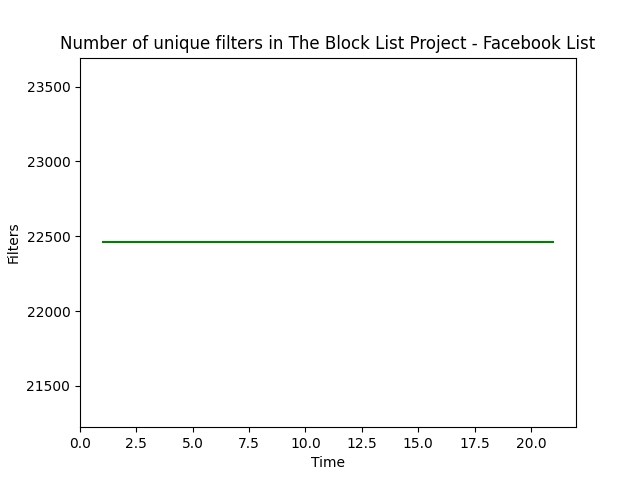 Number of unique filters in The Block List Project - Facebook List
23500
23000
22500
22000
21500
Filters
0.0 2.5 5.0 7.5 10.0 12.5 15.0 17.5 20.0
Time